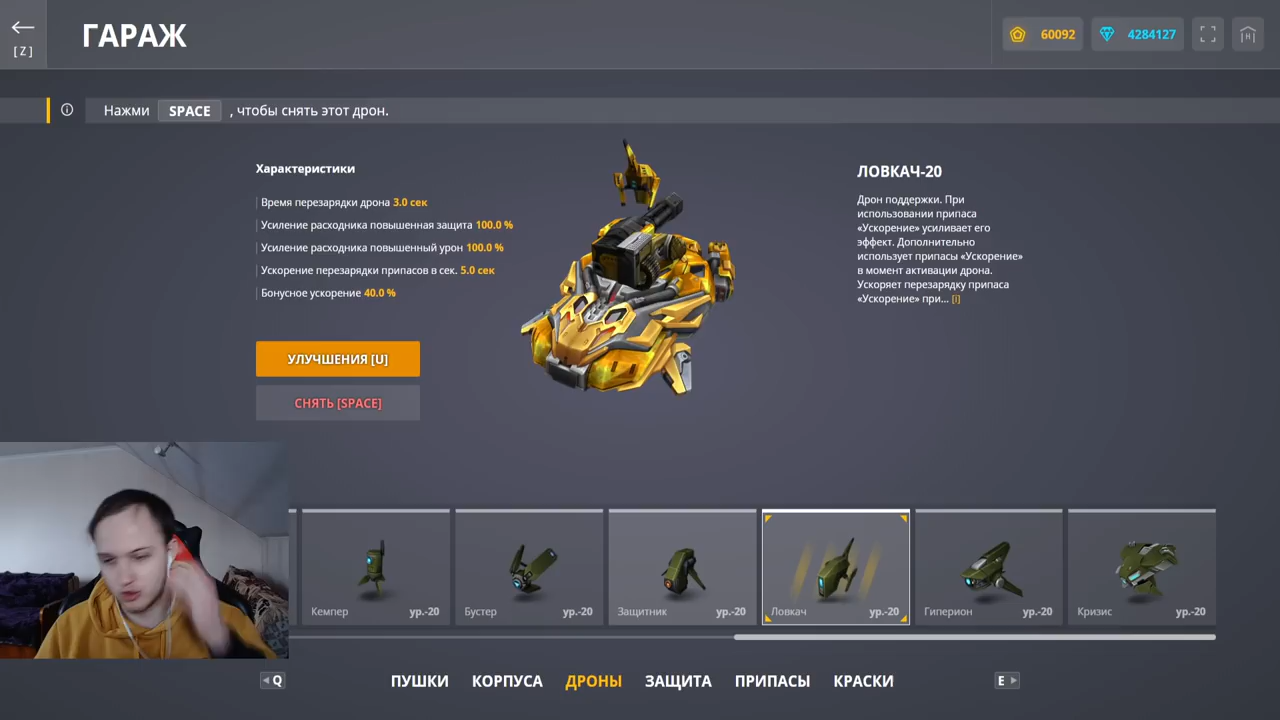 [Z]
ГАРАЖ
60092
4284127
[H]
Нажми SPACE , чтобы снять этот дрон.
Характеристики
Время перезарядки дрона 3.0 сек
Усиление расходника повышенная защита 100.0 %
Усиление расходника повышенный урон 100.0 %
Ускорение перезарядки припасов в сек. 5.0 сек
Бонусное ускорение 40.0 %
УЛУЧШЕНИЯ [U]
СНЯТЬ [SPACE]
ЛОВКАЧ-20
Дрон поддержки. При
использовании припаса
«Ускорение» усиливает его
эффект. Дополнительно
использует припасы «Ускорение»
в момент активации дрона.
Ускоряет перезарядку припаса
«Ускорение» при... [i]
Кемпер ур.-20
Бустер ур.-20
Защитник ур.-20
Ловкач ур.-20
Гиперион ур.-20
Кризис ур.-20
Q ПУШКИ КОРПУСА ДРОНЫ ЗАЩИТА ПРИПАСЫ КРАСКИ E